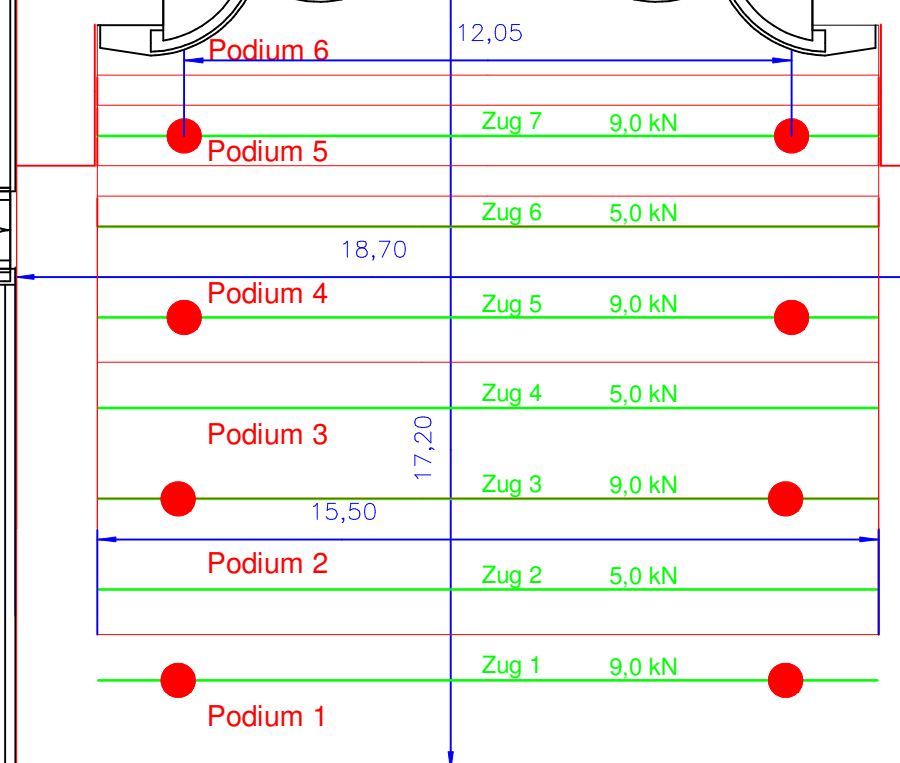 12,05
Podium 6
Zug 7 9,0 kN
Podium 5
Zug 6 5,0 kN
18,70
Podium 4
Zug 5 9,0 kN
Zug 4 5,0 kN
Podium 3
17,20
Zug 3 9,0 kN
15,50
Podium 2
Zug 2 5,0 kN
Zug 1 9,0 kN
Podium 1